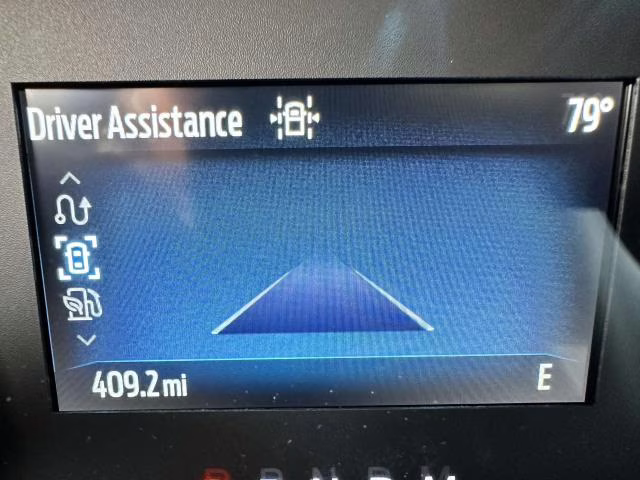 Driver Assistance 79°
409.2 mi E
P R N D M